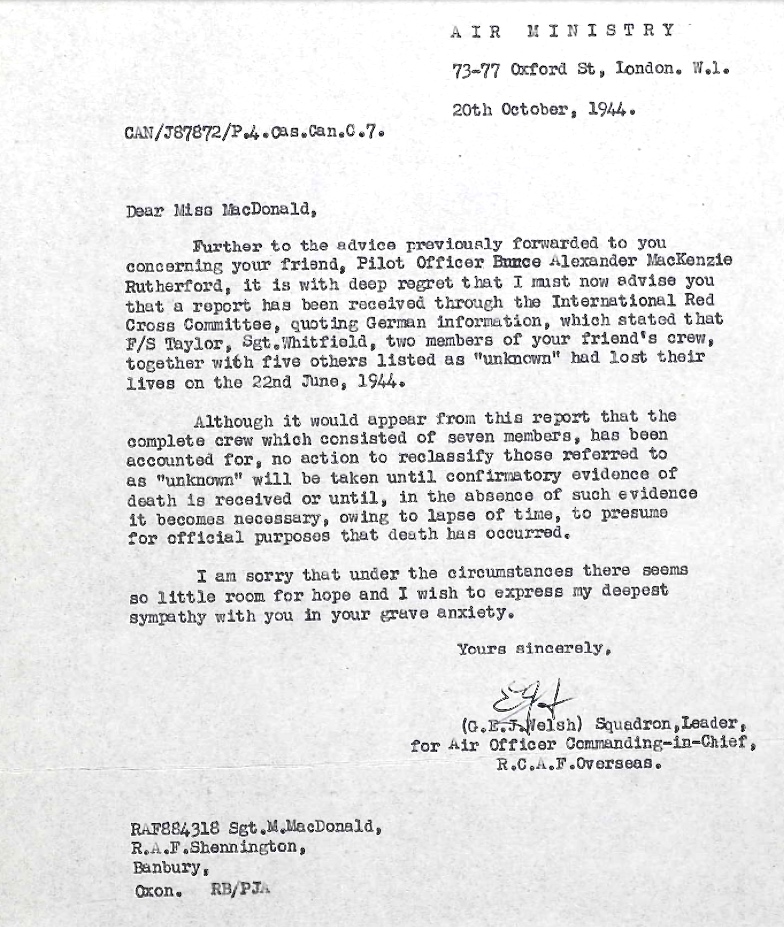 AIR MINISTRY
73-77 Oxford St, London. W.1.
20th October, 1944.
CAN/J87872/P.4.Cas.Can.C.7.
Dear Miss MacDonald,
Further to the advice previously forwarded to you
concerning your friend, Pilot Officer Bunce Alexander MacKenzie
Rutherford, it is with deep regret that I must now advise you
that a report has been received through the International Red
Cross Committee, quoting German information, which stated that
F/S Taylor, Sgt.Whitfield, two members of your friend's crew,
together with five others listed as "unknown" had lost their
lives on the 22nd June, 1944.
Although it would appear from this report that the
complete crew which consisted of seven members, has been
accounted for, no action to reclassify those referred to
as "unknown" will be taken until confirmatory evidence of
death is received or until, in the absence of such evidence
it becomes necessary, owing to lapse of time, to presume
for official purposes that death has occurred.
I am sorry that under the circumstances there seems
so little room for hope and I wish to express my deepest
sympathy with you in your grave anxiety.
Yours sincerely,
(G.E.J.Welsh) Squadron,Leader,
for Air Officer Commanding-in-Chief,
R.C.A.F.Overseas.
RAF884318 Sgt.M.MacDonald,
R.A.F.Shennington,
Banbury,
Oxon. RB/PJA